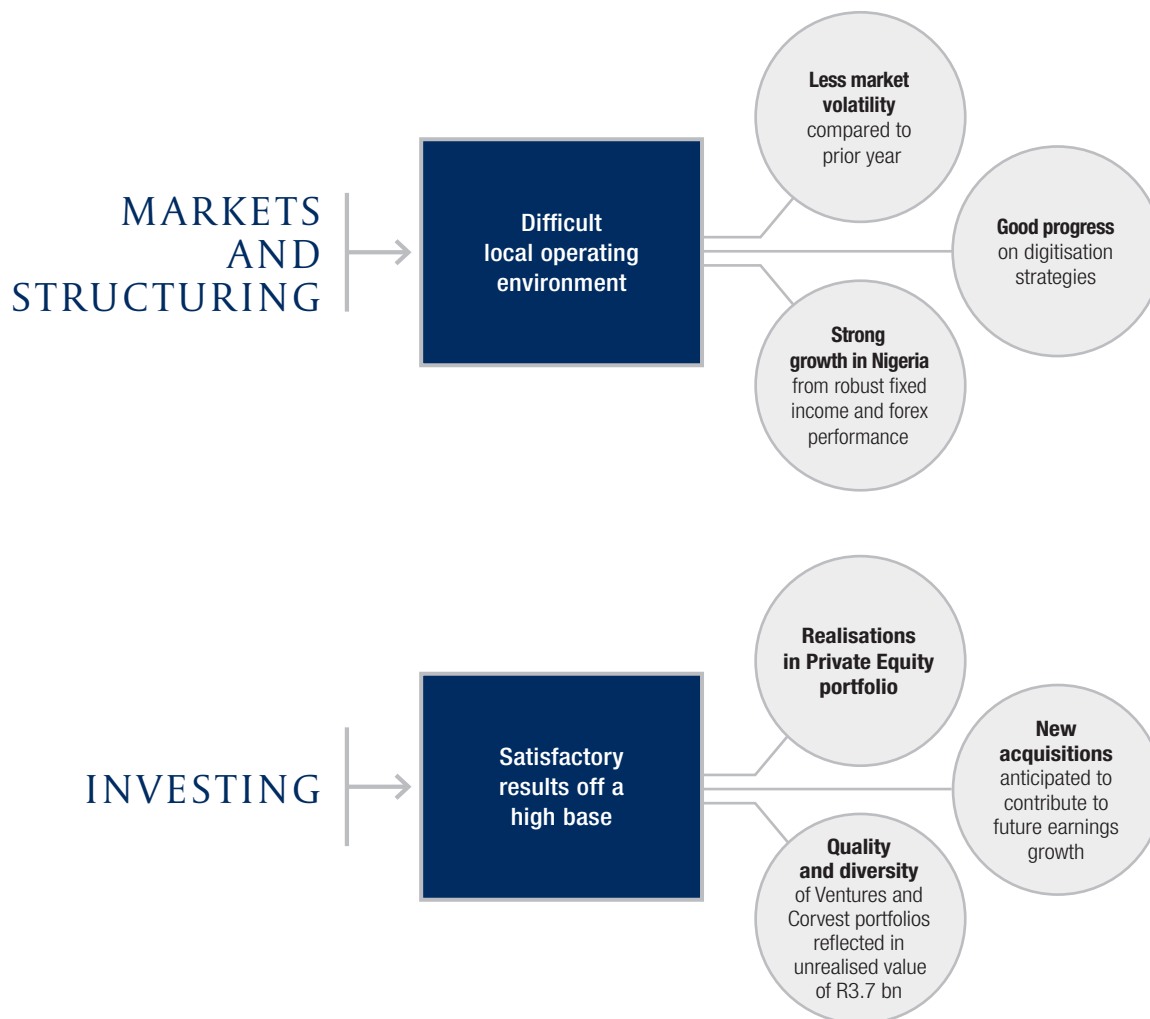 MARKETS
AND
STRUCTURING
Difficult
local operating
environment
Less market
volatility
compared to
prior year
Good progress
on digitisation
strategies
Strong
growth in Nigeria
from robust fixed
income and forex
performance
INVESTING
Satisfactory
results off a
high base
Realisations
in Private Equity
portfolio
New
acquisitions
anticipated to
contribute to
future earnings
growth
Quality
and diversity
of Ventures and
Corvest portfolios
reflected in
unrealised value
of R3.7 bn